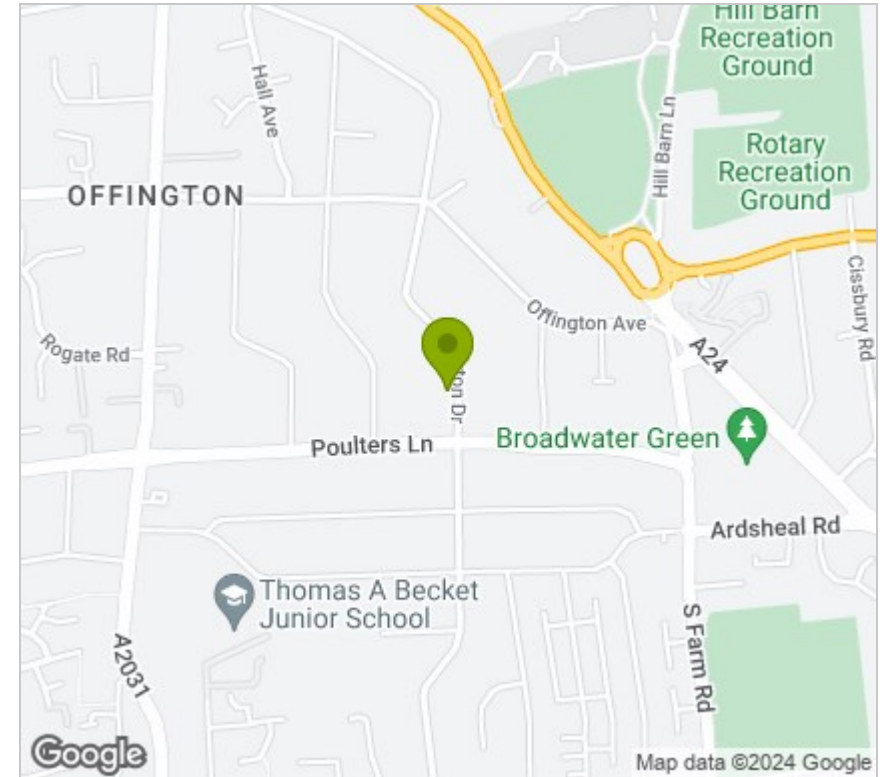 Hill Barn
Recreation
Ground
Hall Ave
Hill Barn Ln
Rotary
Recreation
Ground
OFFINGTON
Cissbury Rd
Offington Ave
Rogate Rd
A24
ton Dr
Broadwater Green
Poulters Ln
Ardsheal Rd
Thomas A Becket
Junior School
S Farm Rd
A2031
Google
Map data ©2024 Google